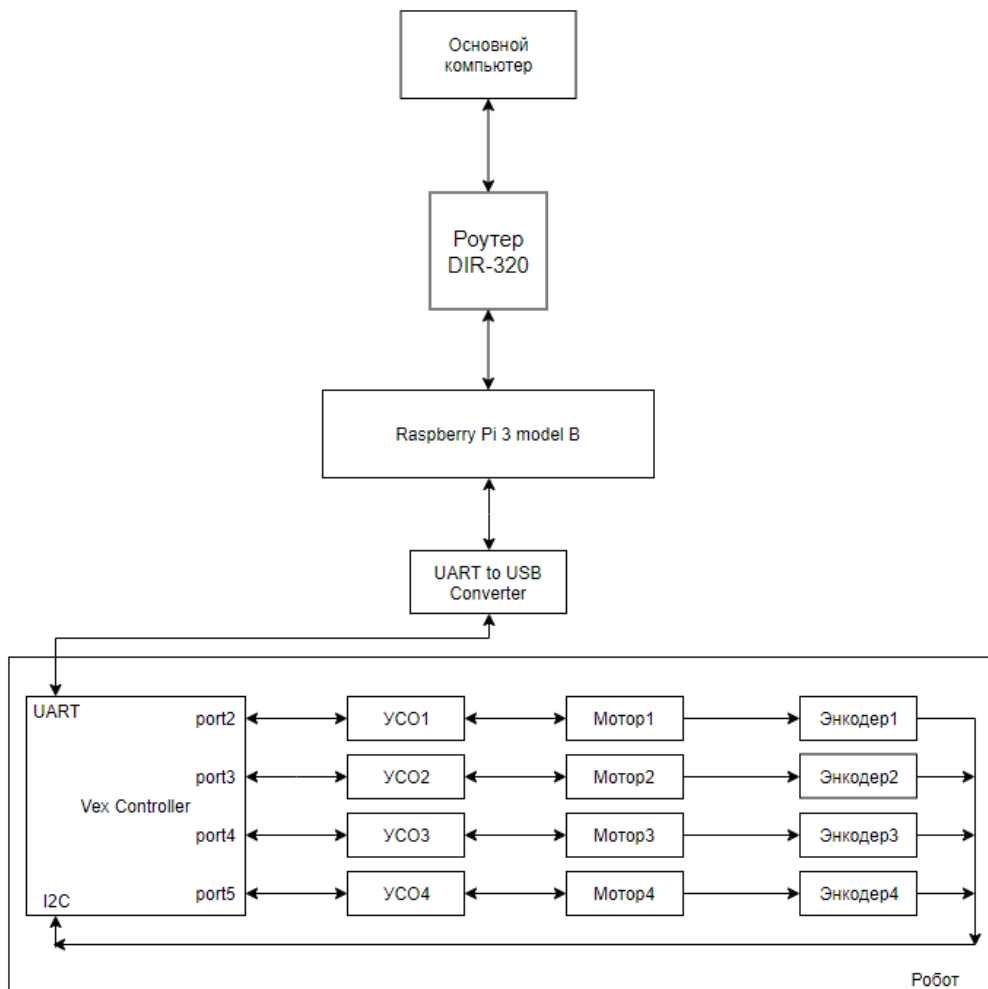 Основной
компьютер
Роутер
DIR-320
Raspberry Pi 3 model B
UART to USB
Converter
UART
port2
УСО1
Мотор1
Энкодер1
port3
УСО2
Мотор2
Энкодер2
Vex Controller
port4
УСО3
Мотор3
Энкодер3
port5
УСО4
Мотор4
Энкодер4
I2C
Робот